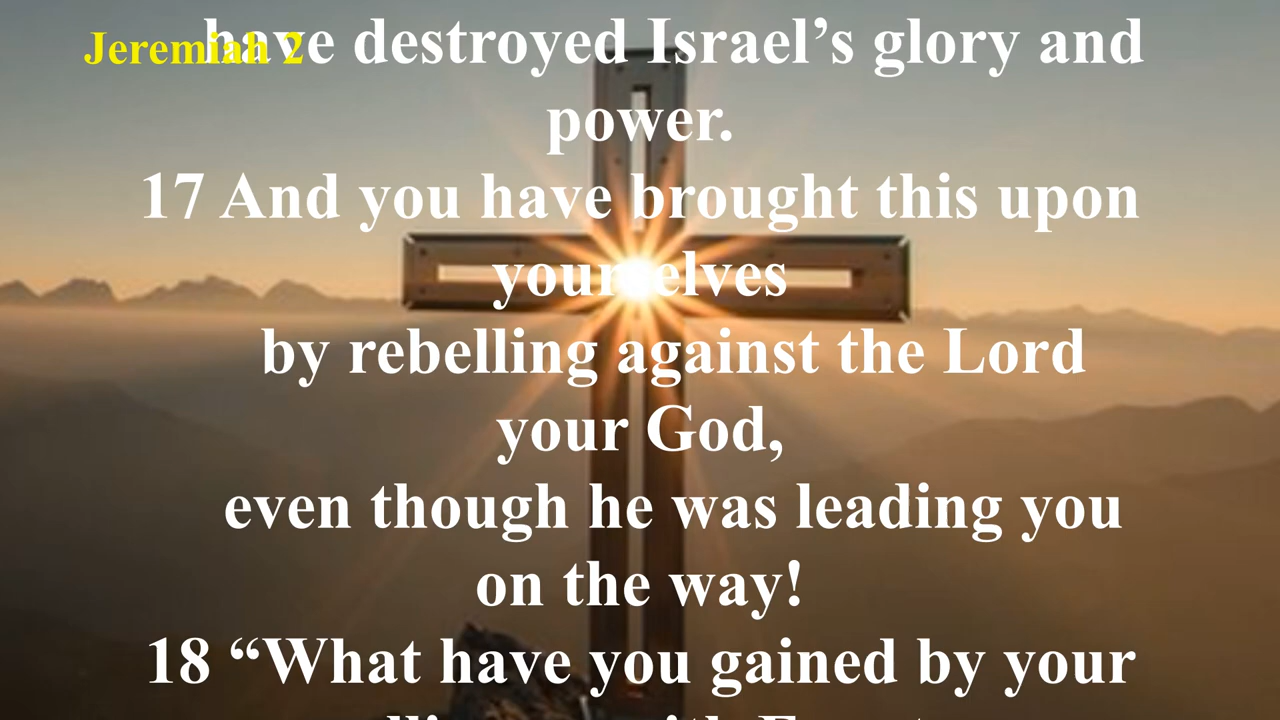 Jeremiah 2
have destroyed Israel’s glory and
power.
17 And you have brought this upon
yourselves
by rebelling against the Lord
your God,
even though he was leading you
on the way!
18 “What have you gained by your